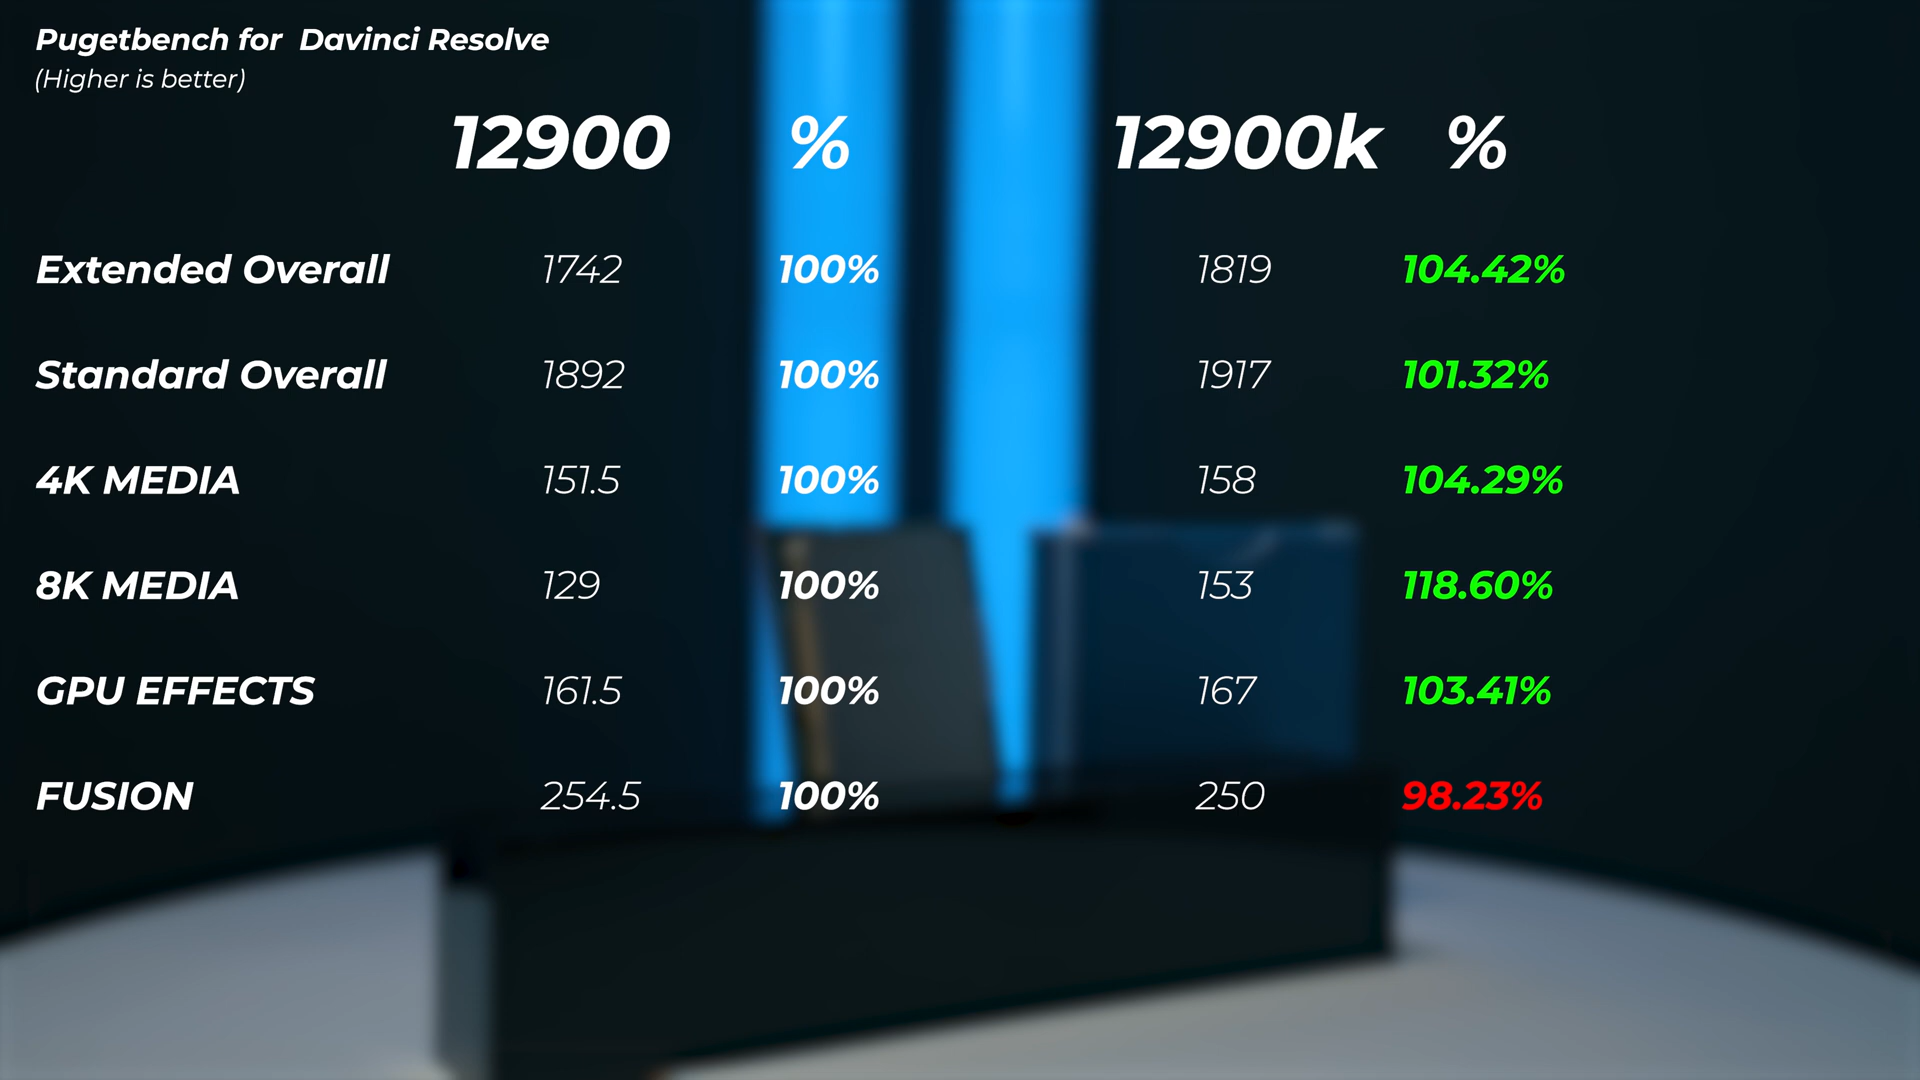 Pugetbench for Davinci Resolve
(Higher is better)
12900 % 12900k %
Extended Overall 1742 100% 1819 104.42%
Standard Overall 1892 100% 1917 101.32%
4K MEDIA 151.5 100% 158 104.29%
8K MEDIA 129 100% 153 118.60%
GPU EFFECTS 161.5 100% 167 103.41%
FUSION 254.5 100% 250 98.23%